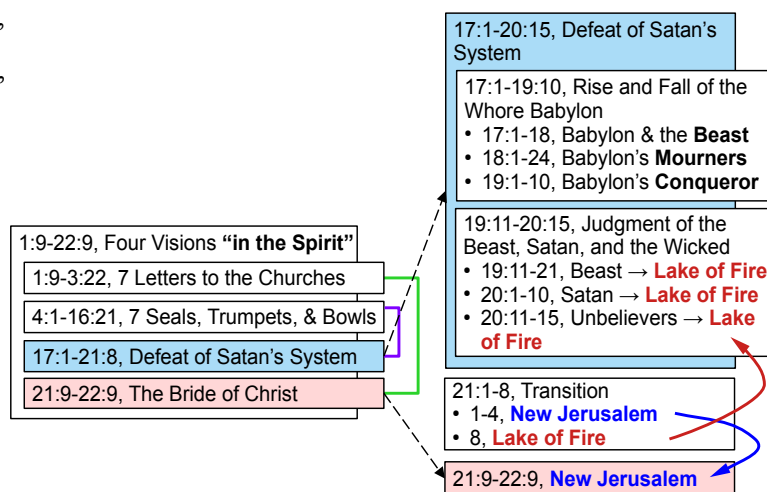 ,
,
1:9-22:9, Four Visions “in the Spirit”
1:9-3:22, 7 Letters to the Churches
4:1-16:21, 7 Seals, Trumpets, & Bowls
17:1-21:8, Defeat of Satan’s System
21:9-22:9, The Bride of Christ
17:1-20:15, Defeat of Satan’s
System
17:1-19:10, Rise and Fall of the
Whore Babylon
• 17:1-18, Babylon & the Beast
• 18:1-24, Babylon’s Mourners
• 19:1-10, Babylon’s Conqueror
19:11-20:15, Judgment of the
Beast, Satan, and the Wicked
• 19:11-21, Beast → Lake of Fire
• 20:1-10, Satan → Lake of Fire
• 20:11-15, Unbelievers → Lake
of Fire
21:1-8, Transition
• 1-4, New Jerusalem
• 8, Lake of Fire
21:9-22:9, New Jerusalem